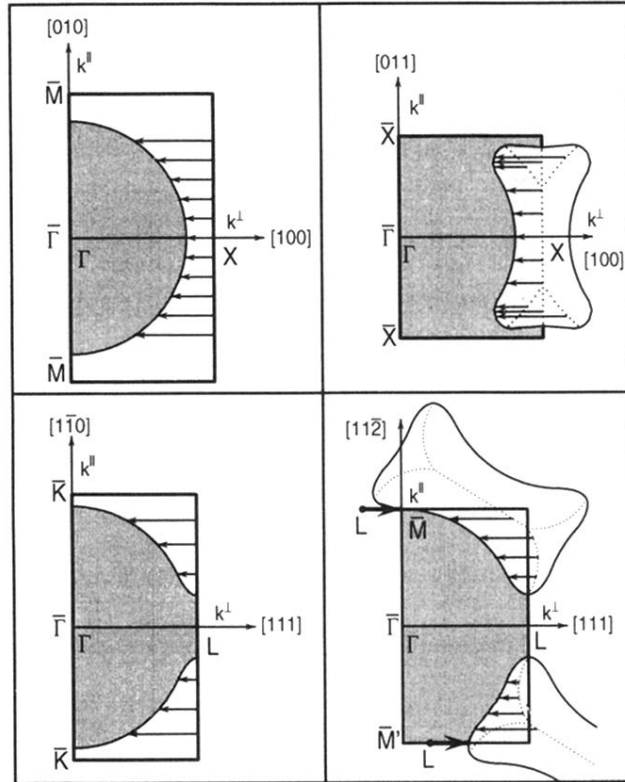 [010]
k^∥
M̄
Γ̄
Γ
k^⊥
X
[100]
M̄
[011]
k^∥
X̄
Γ̄
Γ
k^⊥
X
[100]
X̄
[11̄0]
k^∥
K̄
Γ̄
Γ
k^⊥
L
[111]
K̄
[112̄]
k^∥
L
M̄
Γ̄
Γ
k^⊥
L
[111]
M̄'
L